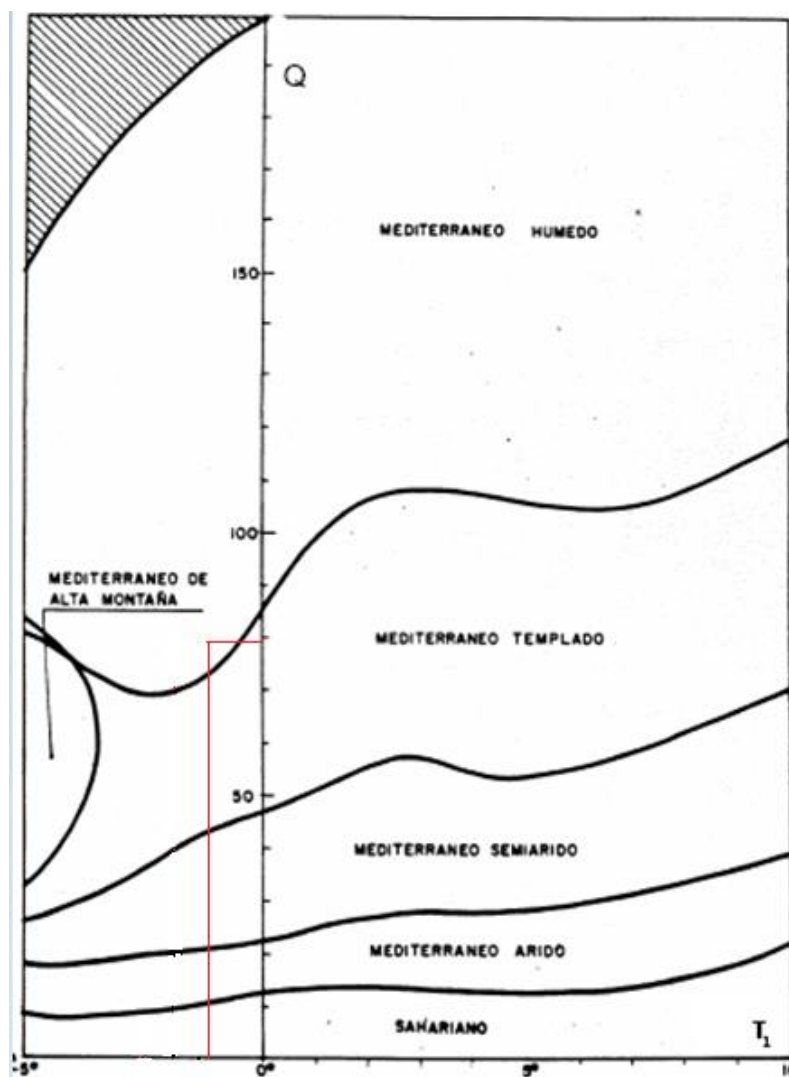 Q
MEDITERRANEO HUMEDO
150
100
MEDITERRANEO DE
ALTA MONTAÑA
MEDITERRANEO TEMPLADO
50
MEDITERRANEO SEMIARIDO
MEDITERRANEO ARIDO
SAHARIANO
T1
-5°
0°
5°
10